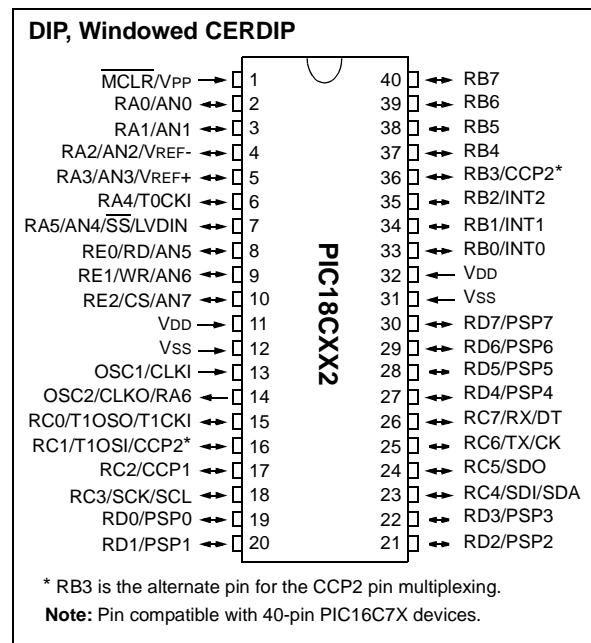 DIP, Windowed CERDIP
MCLR/VPP 1 40 RB7
RA0/AN0 2 39 RB6
RA1/AN1 3 38 RB5
RA2/AN2/VREF- 4 37 RB4
RA3/AN3/VREF+ 5 36 RB3/CCP2*
RA4/T0CKI 6 35 RB2/INT2
RA5/AN4/SS/LVDIN 7 34 RB1/INT1
RE0/RD/AN5 8 33 RB0/INT0
RE1/WR/AN6 9 32 VDD
RE2/CS/AN7 10 31 VSS
VDD 11 30 RD7/PSP7
VSS 12 29 RD6/PSP6
OSC1/CLKI 13 28 RD5/PSP5
OSC2/CLKO/RA6 14 27 RD4/PSP4
RC0/T1OSO/T1CKI 15 26 RC7/RX/DT
RC1/T1OSI/CCP2* 16 25 RC6/TX/CK
RC2/CCP1 17 24 RC5/SDO
RC3/SCK/SCL 18 23 RC4/SDI/SDA
RD0/PSP0 19 22 RD3/PSP3
RD1/PSP1 20 21 RD2/PSP2
PIC18CXX2
* RB3 is the alternate pin for the CCP2 pin multiplexing.
Note: Pin compatible with 40-pin PIC16C7X devices.